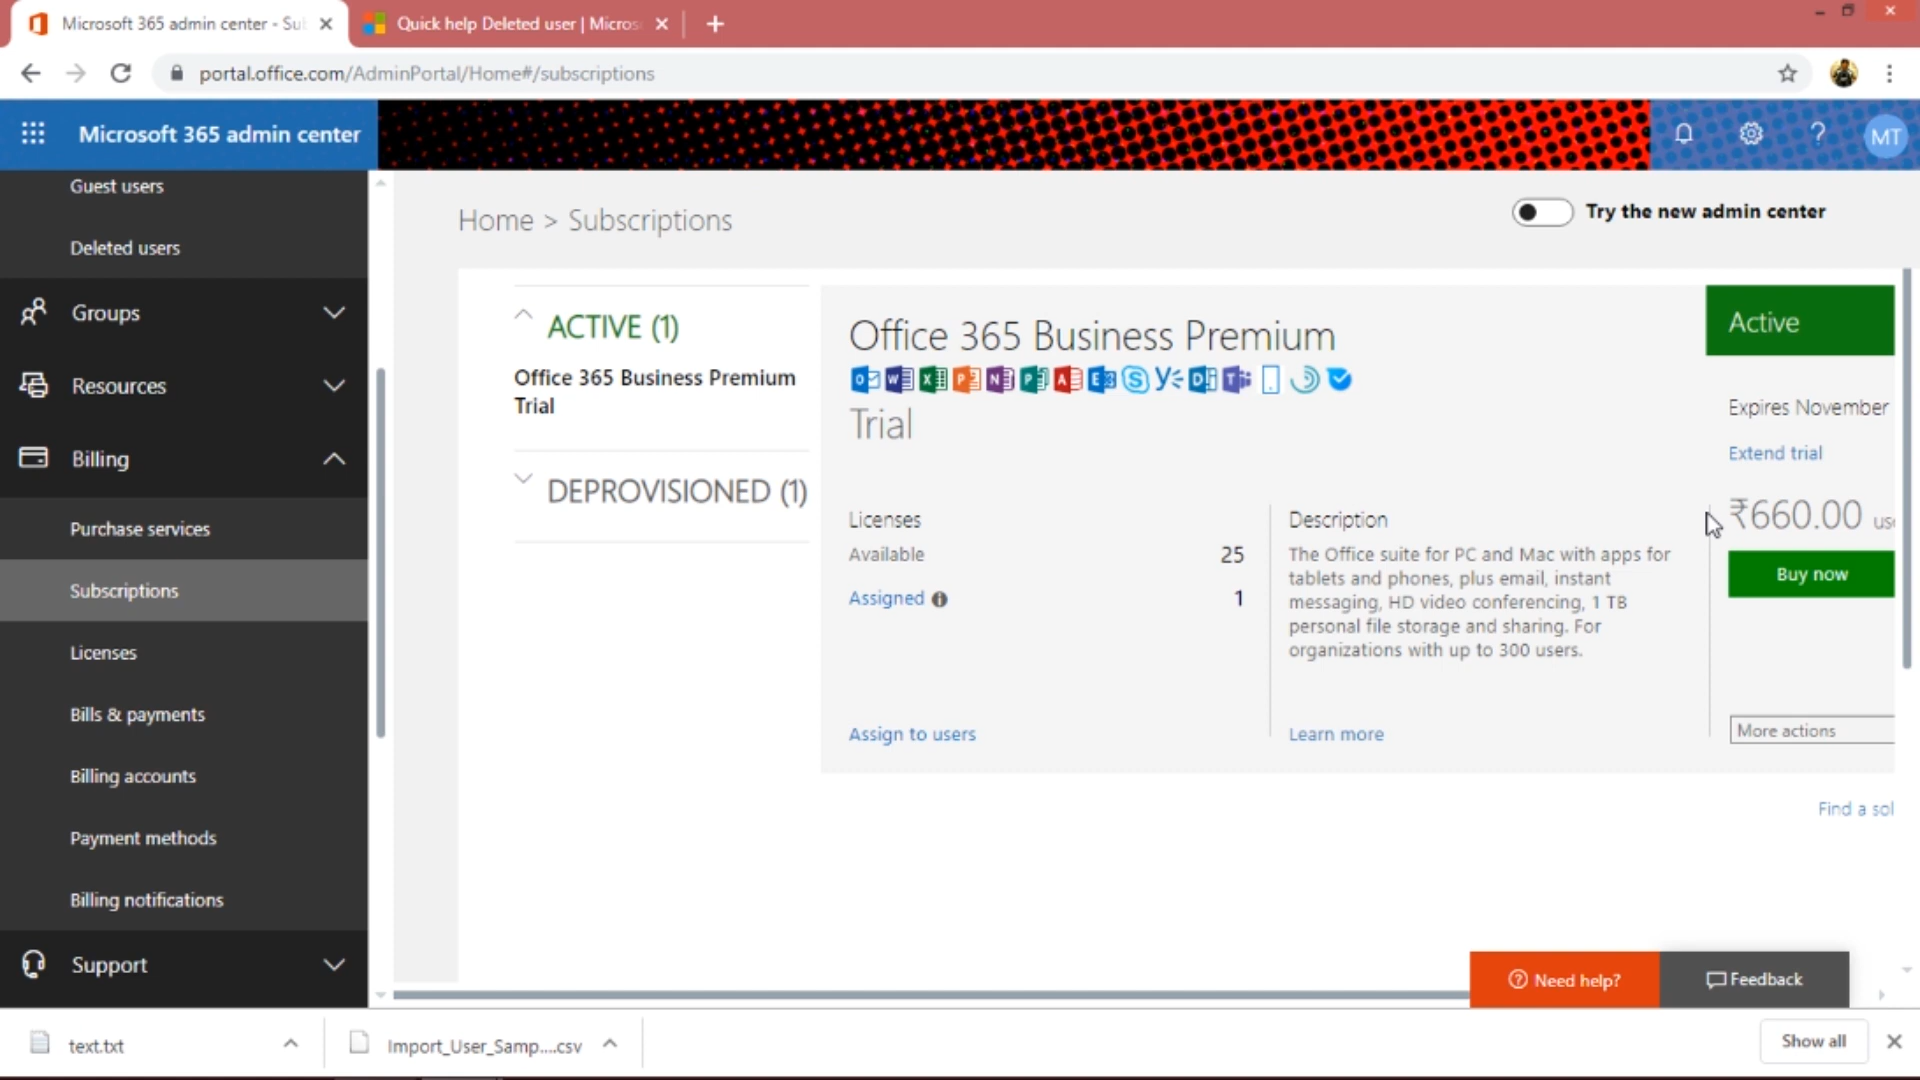 Microsoft 365 admin center - Su
Quick help Deleted user | Micros
portal.office.com/AdminPortal/Home#/subscriptions
Microsoft 365 admin center
MT
Guest users
Deleted users
Groups
Resources
Billing
Purchase services
Subscriptions
Licenses
Bills & payments
Billing accounts
Payment methods
Billing notifications
Support
Home > Subscriptions
Try the new admin center
ACTIVE (1)
Office 365 Business Premium
Trial
DEPROVISIONED (1)
Office 365 Business Premium
Trial
Licenses
Available 25
Assigned 1
Assign to users
Description
The Office suite for PC and Mac with apps for
tablets and phones, plus email, instant
messaging, HD video conferencing, 1 TB
personal file storage and sharing. For
organizations with up to 300 users.
Learn more
Active
Expires November
Extend trial
₹660.00 us
Buy now
More actions
Find a sol
Need help?
Feedback
text.txt
Import_User_Samp....csv
Show all